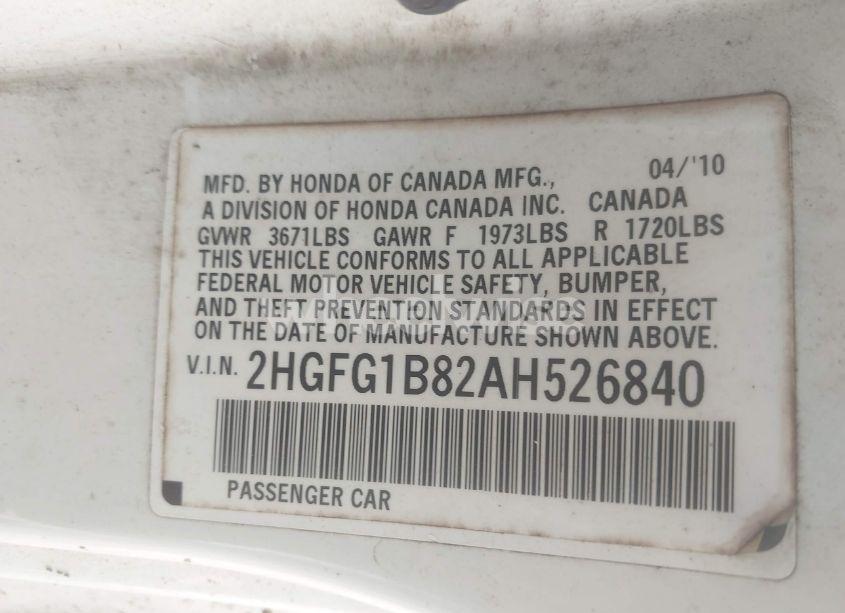 MFD. BY HONDA OF CANADA MFG., 04/'10
A DIVISION OF HONDA CANADA INC. CANADA
GVWR 3671LBS GAWR F 1973LBS R 1720LBS
THIS VEHICLE CONFORMS TO ALL APPLICABLE
FEDERAL MOTOR VEHICLE SAFETY, BUMPER,
AND THEFT PREVENTION STANDARDS IN EFFECT
ON THE DATE OF MANUFACTURE SHOWN ABOVE.
V.I.N. 2HGFG1B82AH526840
PASSENGER CAR